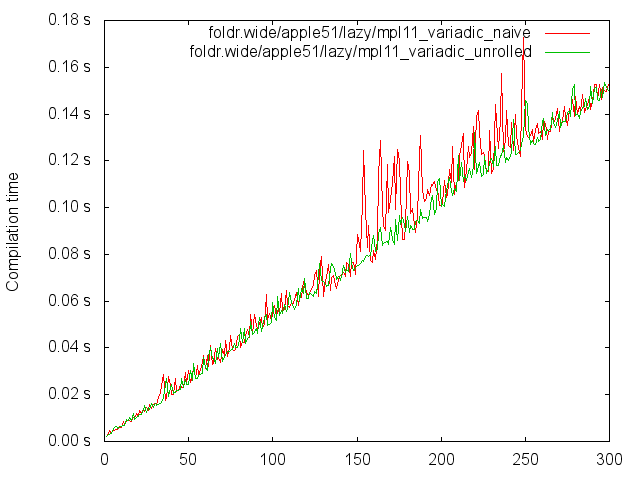 foldr.wide/apple51/lazy/mpl11_variadic_naive
foldr.wide/apple51/lazy/mpl11_variadic_unrolled
0.18 s
0.16 s
0.14 s
0.12 s
0.10 s
0.08 s
0.06 s
0.04 s
0.02 s
0.00 s
Compilation time
0 50 100 150 200 250 300